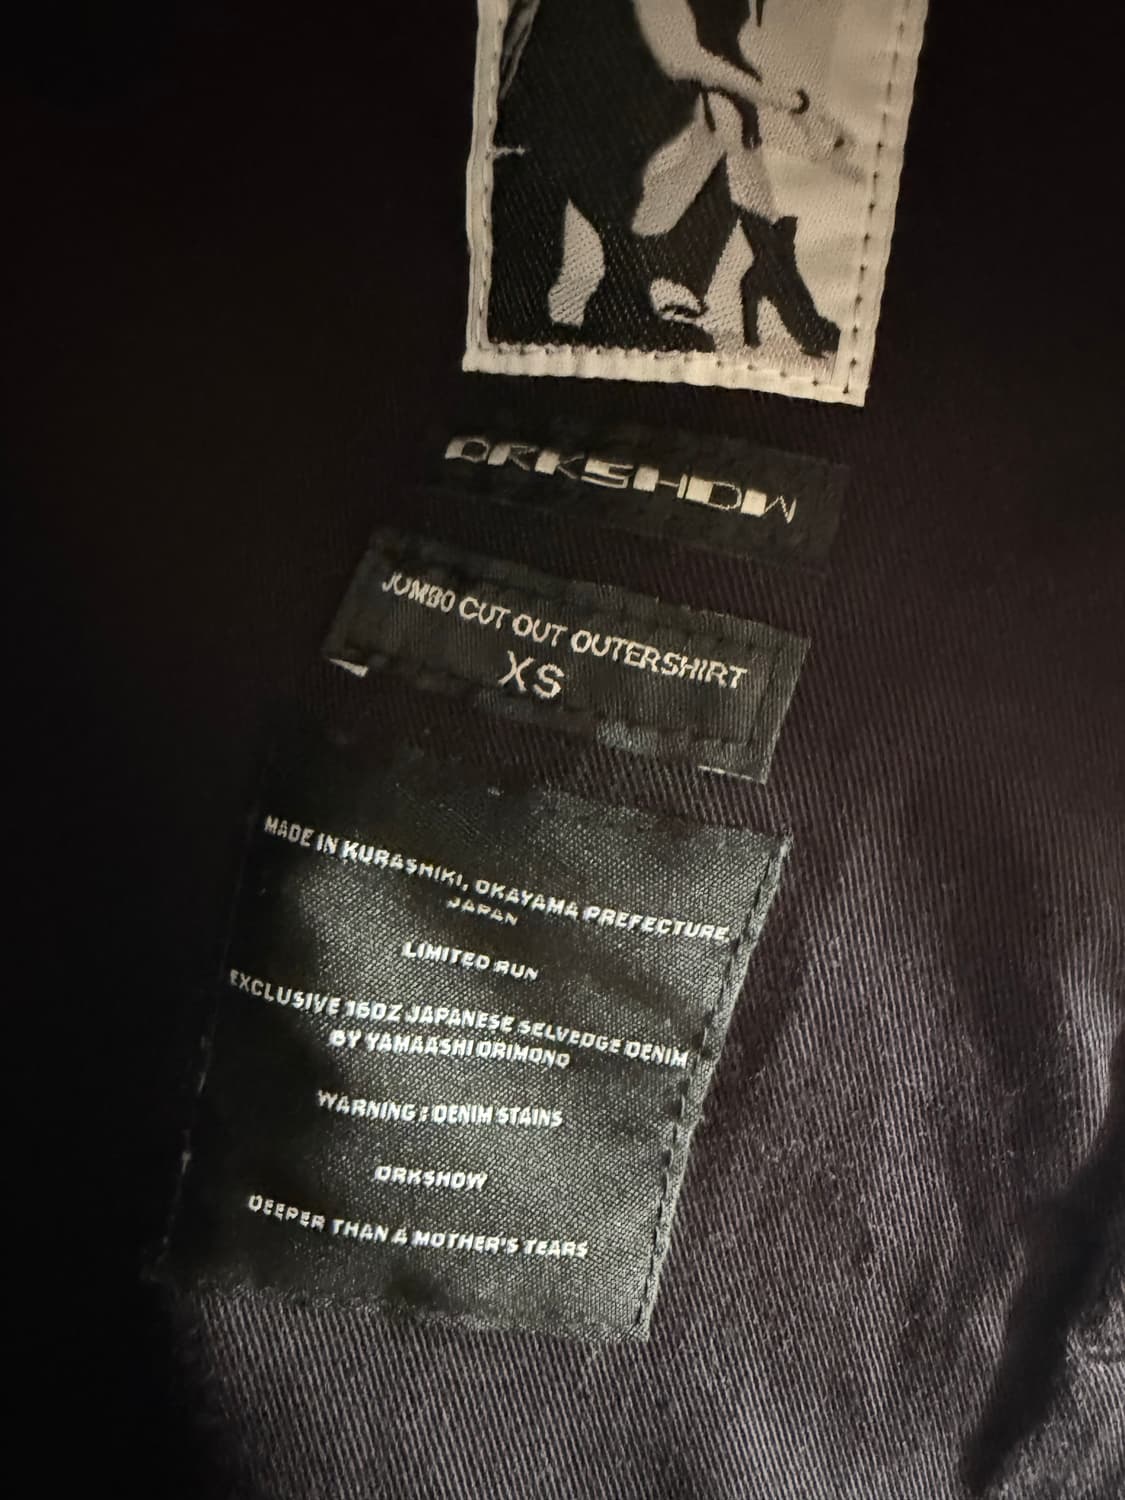 DRKSHDW
JUMBO CUT OUT OUTERSHIRT
XS
MADE IN KURASHIKI, OKAYAMA PREFECTURE,
JAPAN
LIMITED RUN
EXCLUSIVE 16OZ JAPANESE SELVEDGE DENIM
BY YAMAASHI ORIMONO
WARNING : DENIM STAINS
DRKSHDW
DEEPER THAN A MOTHER'S TEARS